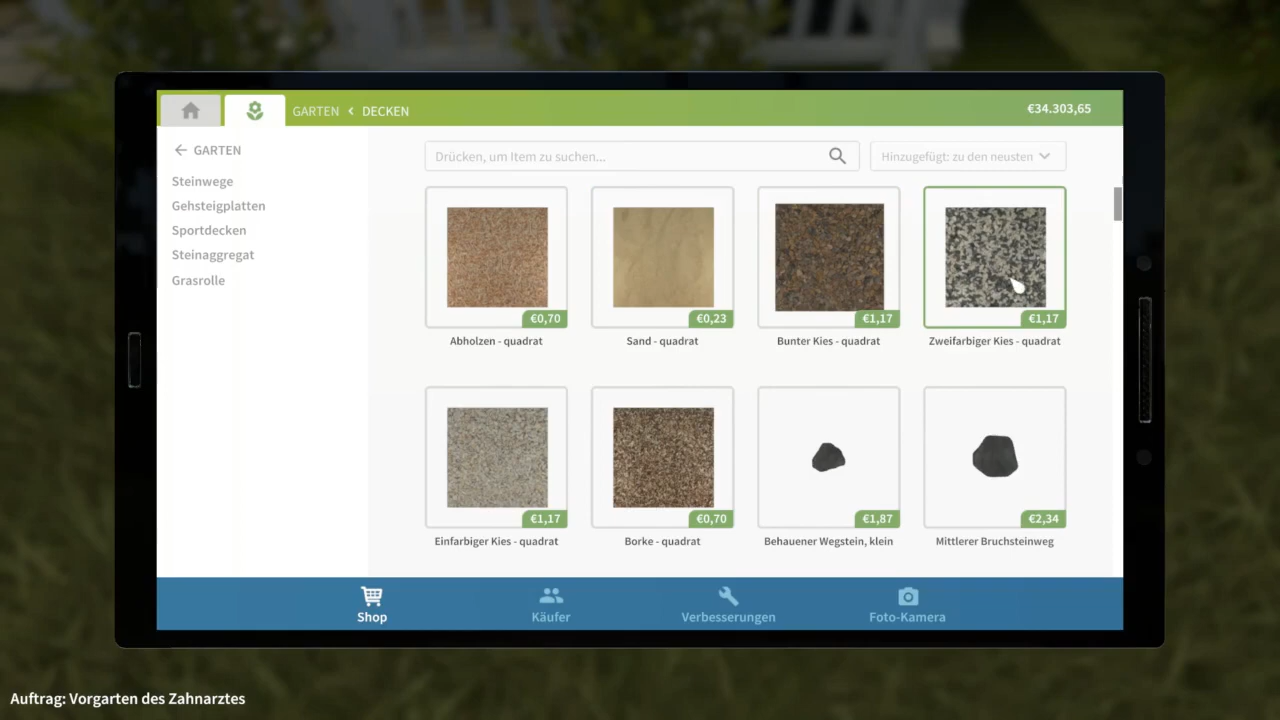 GARTEN < DECKEN
€34.303,65
GARTEN
Steinwege
Gehsteigplatten
Sportdecken
Steinaggregat
Grasrolle
Drücken, um Item zu suchen...
Hinzugefügt: zu den neusten
€0,70
€0,23
€1,17
€1,17
Abholzen - quadrat
Sand - quadrat
Bunter Kies - quadrat
Zweifarbiger Kies - quadrat
€1,17
€0,70
€1,87
€2,34
Einfarbiger Kies - quadrat
Borke - quadrat
Behauener Wegstein, klein
Mittlerer Bruchsteinweg
Shop
Käufer
Verbesserungen
Foto-Kamera
Auftrag: Vorgarten des Zahnarztes